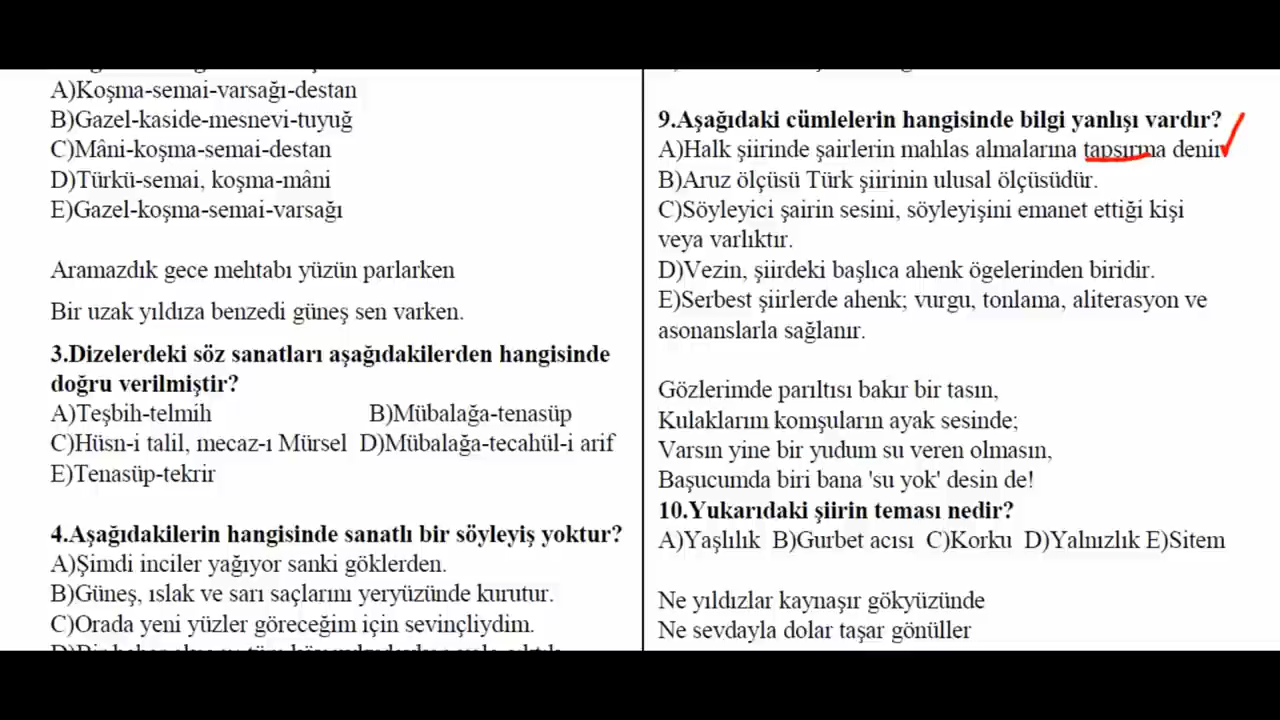 A)Koşma-semai-varsağı-destan
B)Gazel-kaside-mesnevi-tuyuğ
C)Mâni-koşma-semai-destan
D)Türkü-semai, koşma-mâni
E)Gazel-koşma-semai-varsağı
Aramazdık gece mehtabı yüzün parlarken
Bir uzak yıldıza benzedi güneş sen varken.
3.Dizelerdeki söz sanatları aşağıdakilerden hangisinde
doğru verilmiştir?
A)Teşbih-telmih B)Mübalağa-tenasüp
C)Hüsn-i talil, mecaz-ı Mürsel D)Mübalağa-tecahül-i arif
E)Tenasüp-tekrir
4.Aşağıdakilerin hangisinde sanatlı bir söyleyiş yoktur?
A)Şimdi inciler yağıyor sanki göklerden.
B)Güneş, ıslak ve sarı saçlarını yeryüzünde kurutur.
C)Orada yeni yüzler göreceğim için sevinçliydim.
9.Aşağıdaki cümlelerin hangisinde bilgi yanlışı vardır?
A)Halk şiirinde şairlerin mahlas almalarına tapşırma denir
B)Aruz ölçüsü Türk şiirinin ulusal ölçüsüdür.
C)Söyleyici şairin sesini, söyleyişini emanet ettiği kişi
veya varlıktır.
D)Vezin, şiirdeki başlıca ahenk ögelerinden biridir.
E)Serbest şiirlerde ahenk; vurgu, tonlama, aliterasyon ve
asonanslarla sağlanır.
Gözlerimde parıltısı bakır bir tasın,
Kulaklarım komşuların ayak sesinde;
Varsın yine bir yudum su veren olmasın,
Başucumda biri bana 'su yok' desin de!
10.Yukarıdaki şiirin teması nedir?
A)Yaşlılık B)Gurbet acısı C)Korku D)Yalnızlık E)Sitem
Ne yıldızlar kaynaşır gökyüzünde
Ne sevdayla dolar taşar gönüller